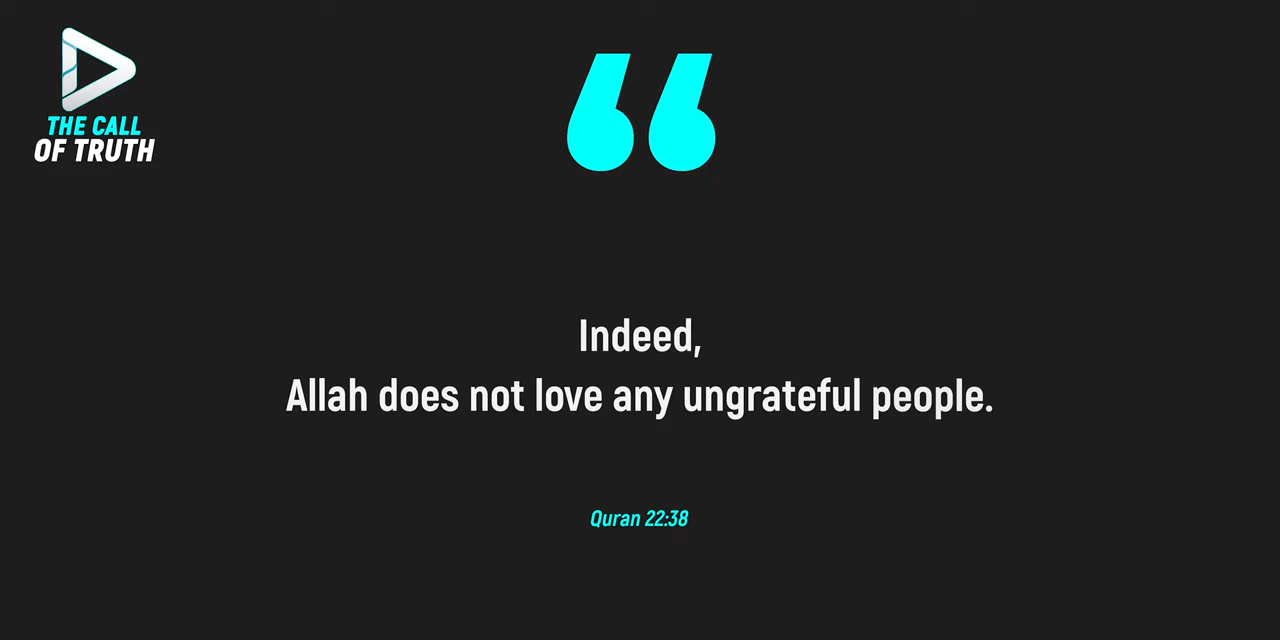 THE CALL
OF TRUTH
Indeed,
Allah does not love any ungrateful people.
Quran 22:38